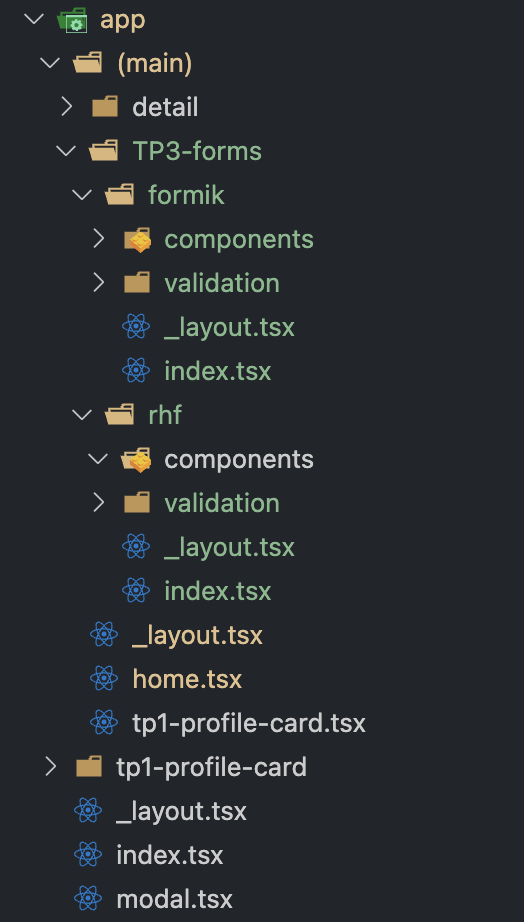 app
(main)
detail
TP3-forms
formik
components
validation
_layout.tsx
index.tsx
rhf
components
validation
_layout.tsx
index.tsx
_layout.tsx
home.tsx
tp1-profile-card.tsx
tp1-profile-card
_layout.tsx
index.tsx
modal.tsx